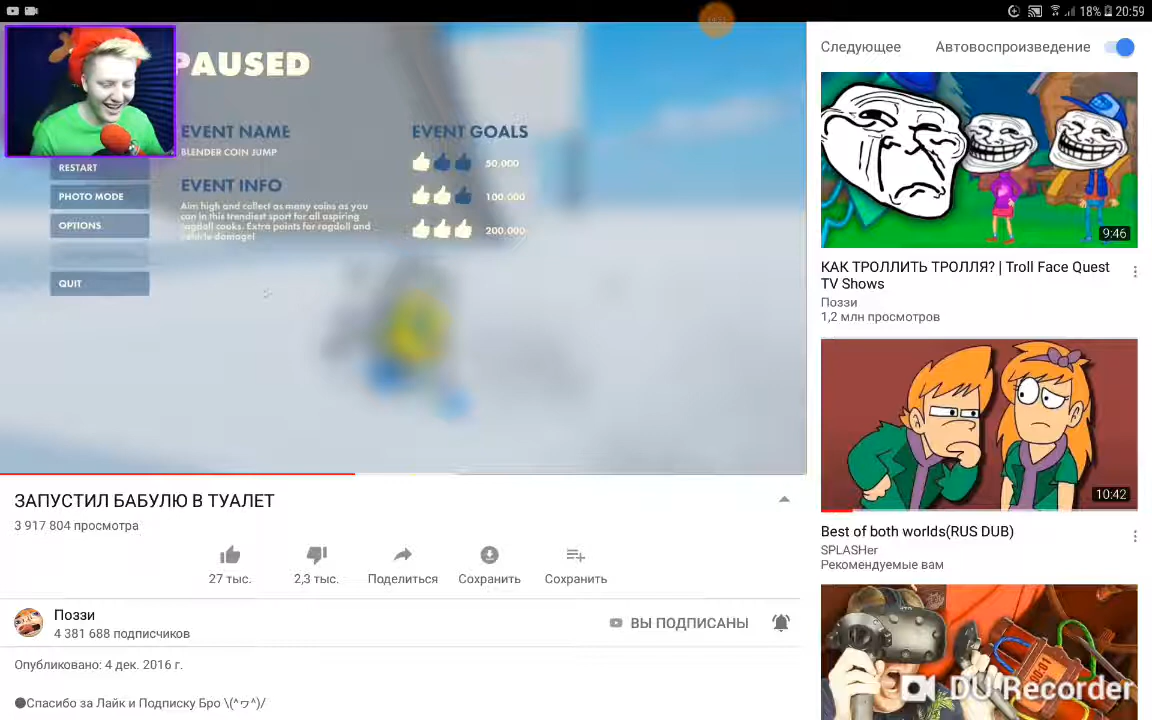 18% 20:59
PAUSED
EVENT NAME
BLENDER COIN JUMP
EVENT INFO
Aim high and collect as many coins as you
can in this trendiest sport for all aspiring
ragdoll cooks. Extra points for ragdoll and
vehicle damage!
EVENT GOALS
50,000
100,000
200,000
RESTART
PHOTO MODE
OPTIONS
QUIT
ЗАПУСТИЛ БАБУЛЮ В ТУАЛЕТ
3 917 804 просмотра
27 тыс.
2,3 тыс.
Поделиться
Сохранить
Сохранить
Поззи
4 381 688 подписчиков
ВЫ ПОДПИСАНЫ
Опубликовано: 4 дек. 2016 г.
●Спасибо за Лайк и Подписку Бро \(^ワ^)/
Следующее
Автовоспроизведение
9:46
КАК ТРОЛЛИТЬ ТРОЛЛЯ? | Troll Face Quest
TV Shows
Поззи
1,2 млн просмотров
10:42
Best of both worlds(RUS DUB)
SPLASHer
Рекомендуемые вам
00:01
DU Recorder